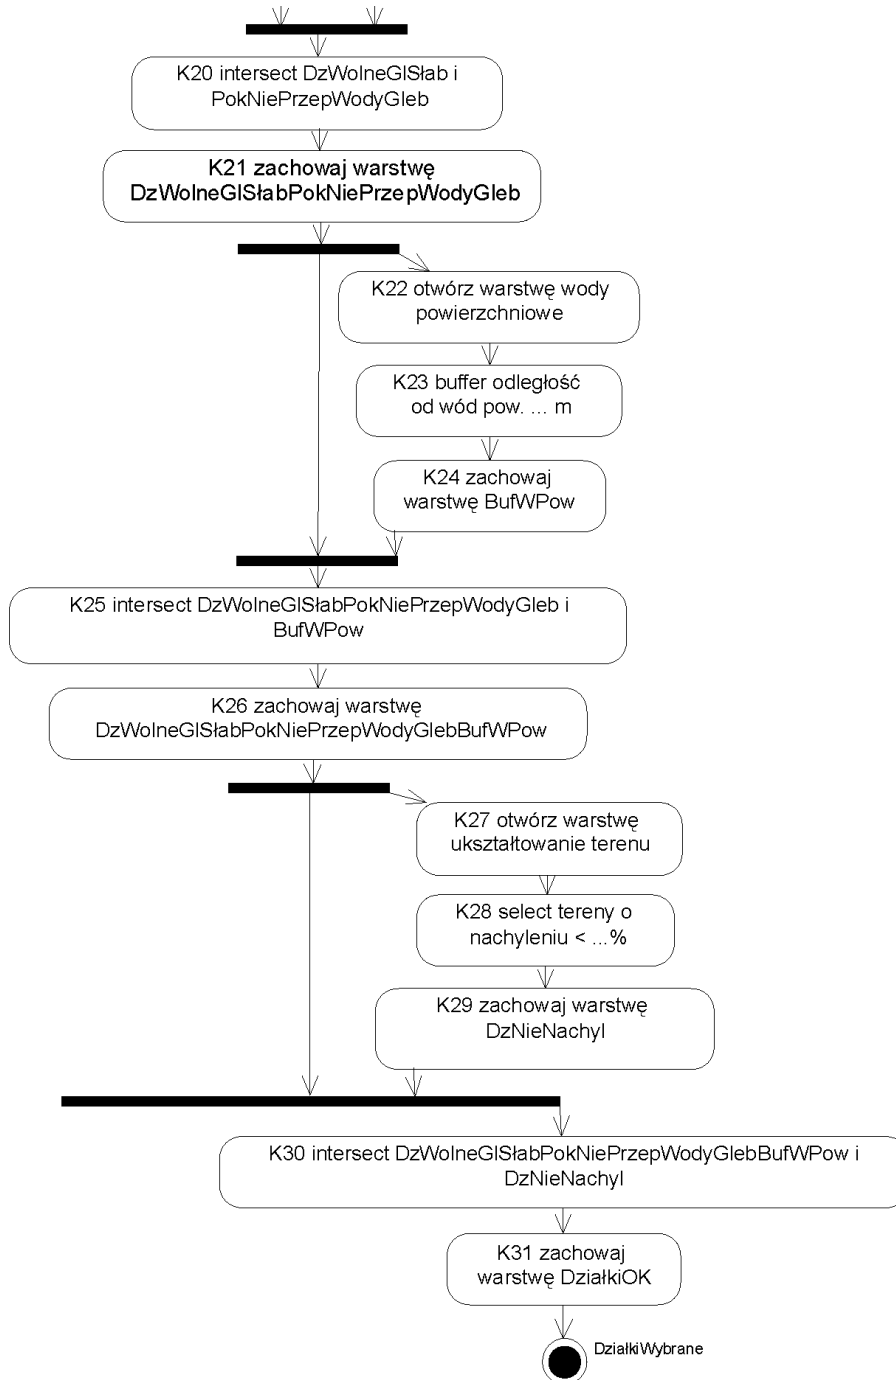 K20 intersect DzWolneGlSłab i
PokNiePrzepWodyGleb
K21 zachowaj warstwę
DzWolneGlSłabPokNiePrzepWodyGleb
K22 otwórz warstwę wody
powierzchniowe
K23 buffer odległość
od wód pow. ... m
K24 zachowaj
warstwę BufWPow
K25 intersect DzWolneGlSłabPokNiePrzepWodyGleb i
BufWPow
K26 zachowaj warstwę
DzWolneGlSłabPokNiePrzepWodyGlebBufWPow
K27 otwórz warstwę
ukształtowanie terenu
K28 select tereny o
nachyleniu < ...%
K29 zachowaj warstwę
DzNieNachyl
K30 intersect DzWolneGlSłabPokNiePrzepWodyGlebBufWPow i
DzNieNachyl
K31 zachowaj
warstwę DziałkiOK
DziałkiWybrane